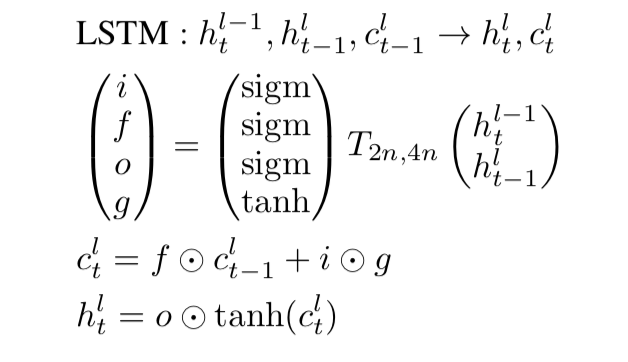 LSTM : h_t^{l-1}, h_{t-1}^l, c_{t-1}^l → h_t^l, c_t^l
(i f o g) = (sigm sigm sigm tanh) T_{2n,4n} (h_t^{l-1} h_{t-1}^l)
c_t^l = f ⊙ c_{t-1}^l + i ⊙ g
h_t^l = o ⊙ tanh(c_t^l)